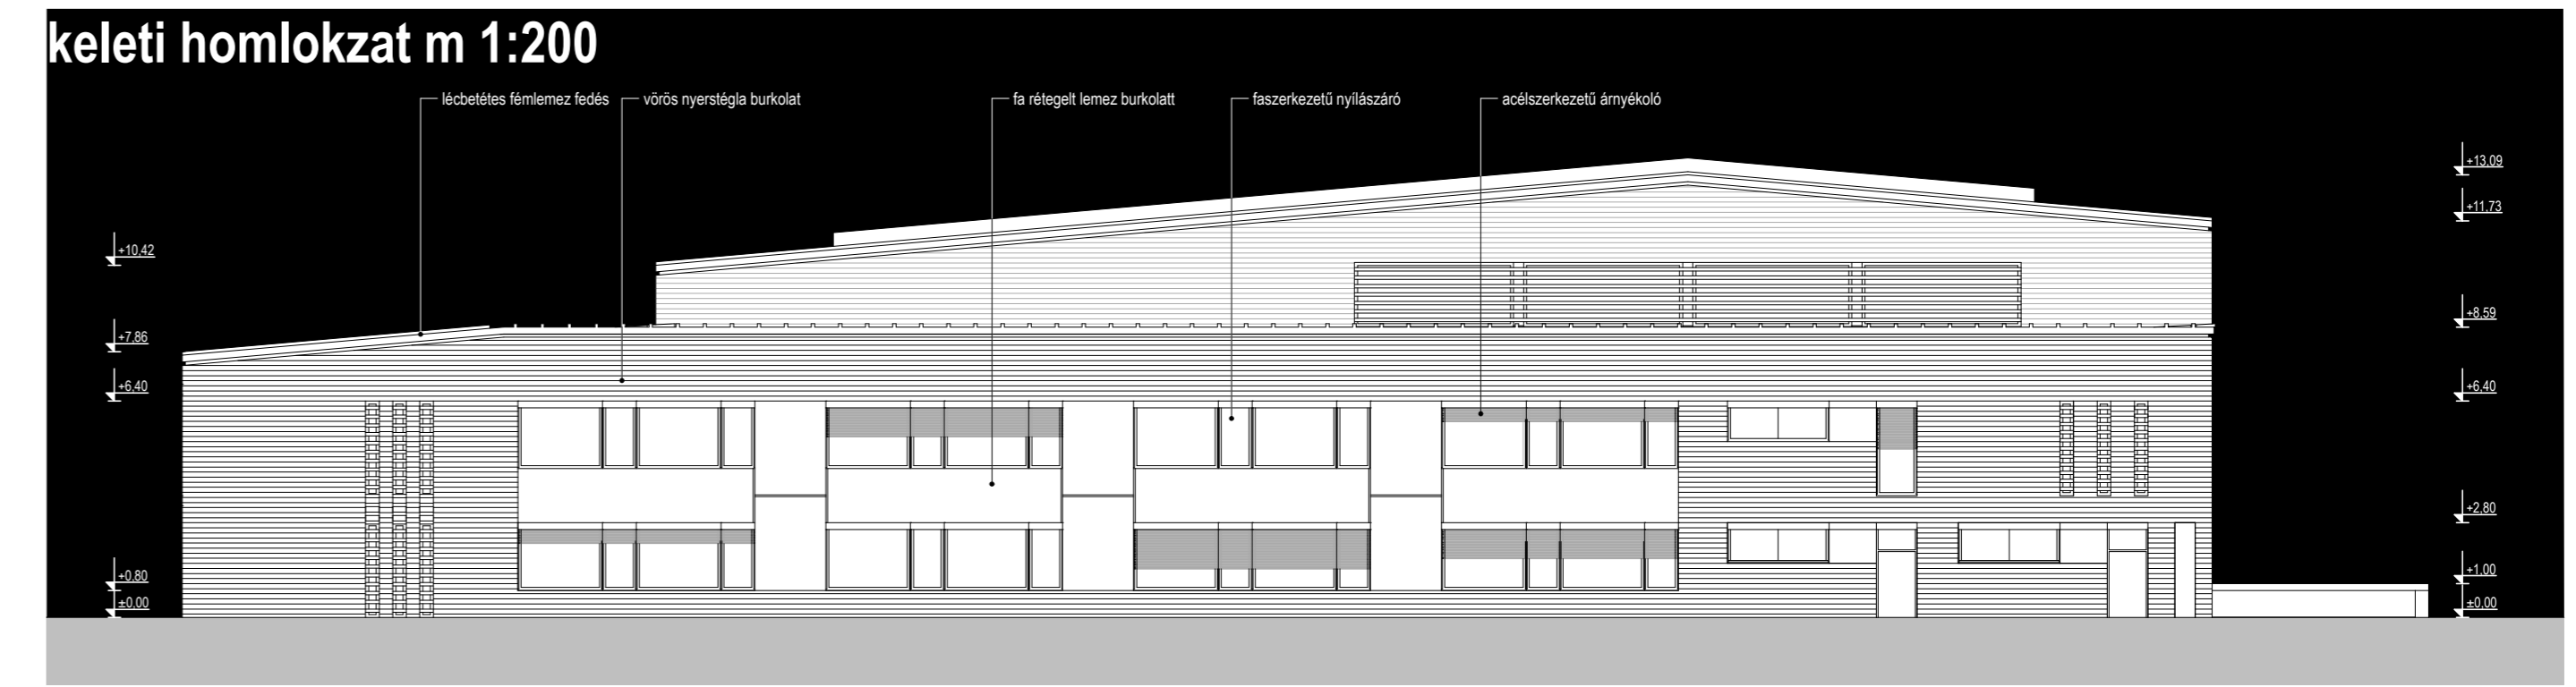 keleti homlokzat m 1:200
lécbetétes fémlemez fedés
vörös nyerstégla burkolat
fa rétegelt lemez burkolatt
faszerkezetű nyílászáró
acélszerkezetű árnyékoló
+10,42
+7,86
+6,40
+0,80
±0,00
+13,09
+11,73
+8,59
+6,40
+2,80
+1,00
±0,00